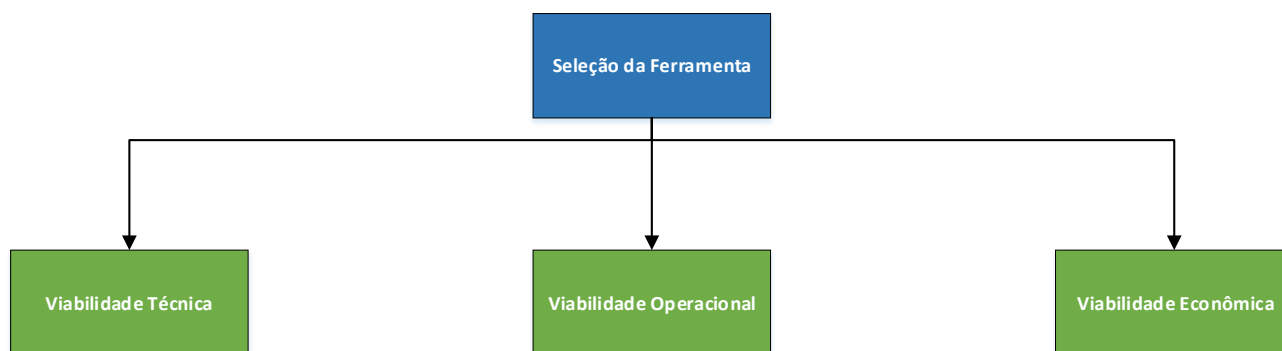 Seleção da Ferramenta
Viabilidade Técnica
Viabilidade Operacional
Viabilidade Econômica